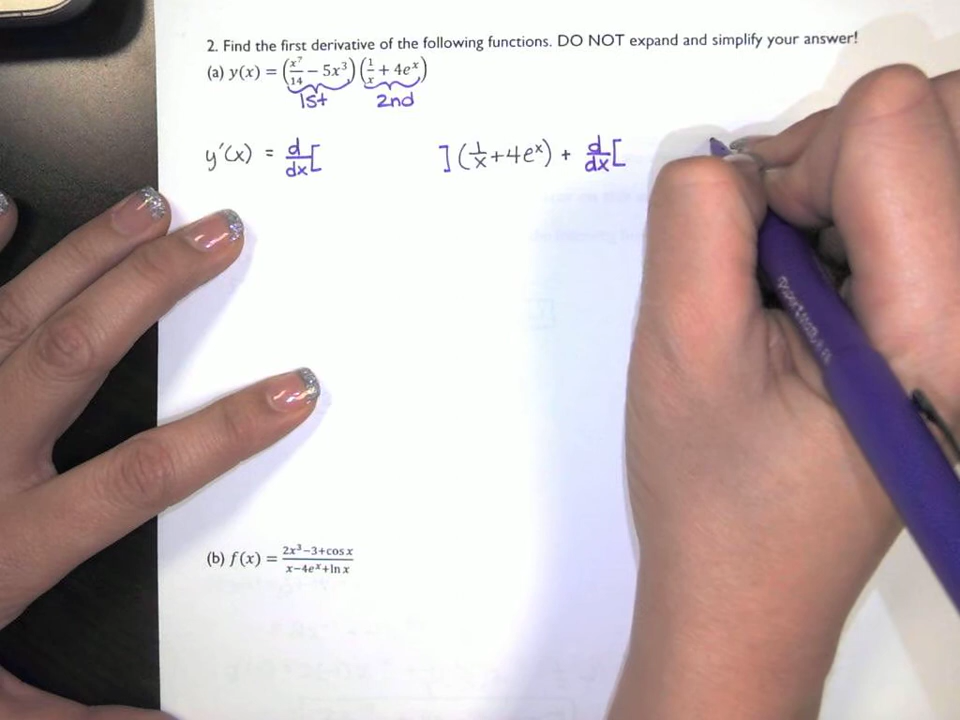 2. Find the first derivative of the following functions. DO NOT expand and simplify your answer!
(a) y(x) = (x⁷/14 − 5x³)(1/x + 4eˣ)
1st 2nd
y′(x) = d/dx[ ](1/x+4eˣ) + d/dx[
(b) f(x) = (2x³−3+cos x)/(x−4eˣ+ln x)